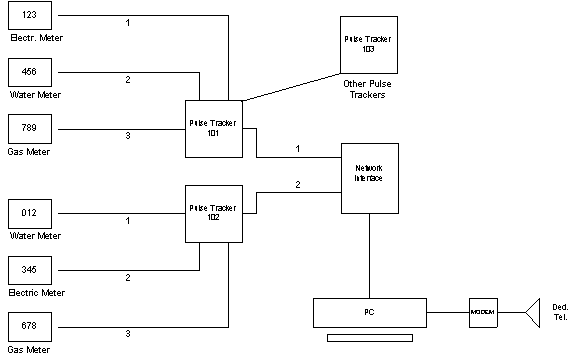 123
1
Electr. Meter
Pulse Tracker
103
456
2
Water Meter
Other Pulse
Trackers
789
3
Gas Meter
Pulse Tracker
101
1
Network
Interface
2
012
1
Water Meter
Pulse Tracker
102
345
2
Electric Meter
678
3
Gas Meter
PC
MODEM
Ded.
Tel.